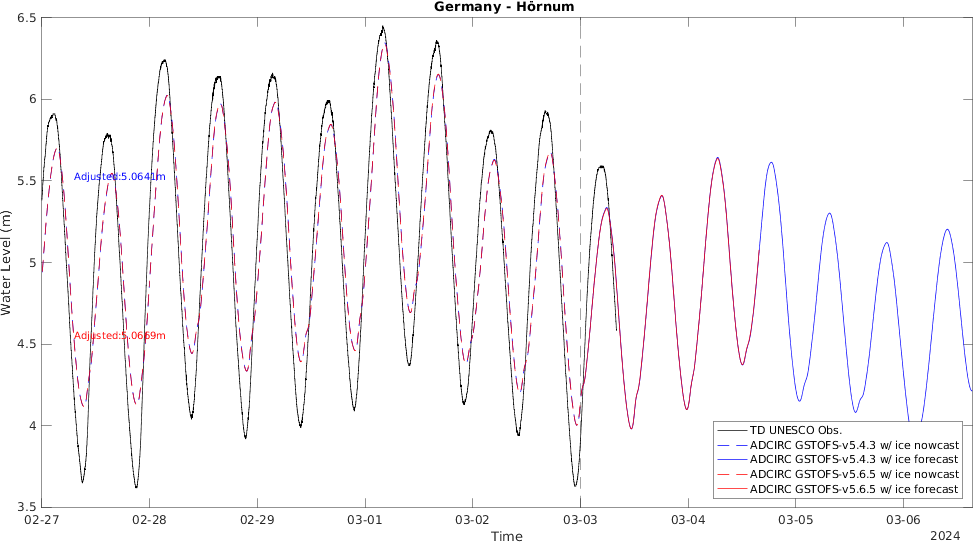 Germany - Hörnum
6.5
6
5.5
5
4.5
4
3.5
Water Level (m)
Adjusted:5.0641m
Adjusted:5.0669m
TD UNESCO Obs.
ADCIRC GSTOFS-v5.4.3 w/ ice nowcast
ADCIRC GSTOFS-v5.4.3 w/ ice forecast
ADCIRC GSTOFS-v5.6.5 w/ ice nowcast
ADCIRC GSTOFS-v5.6.5 w/ ice forecast
02-27 02-28 02-29 03-01 03-02 03-03 03-04 03-05 03-06
Time
2024